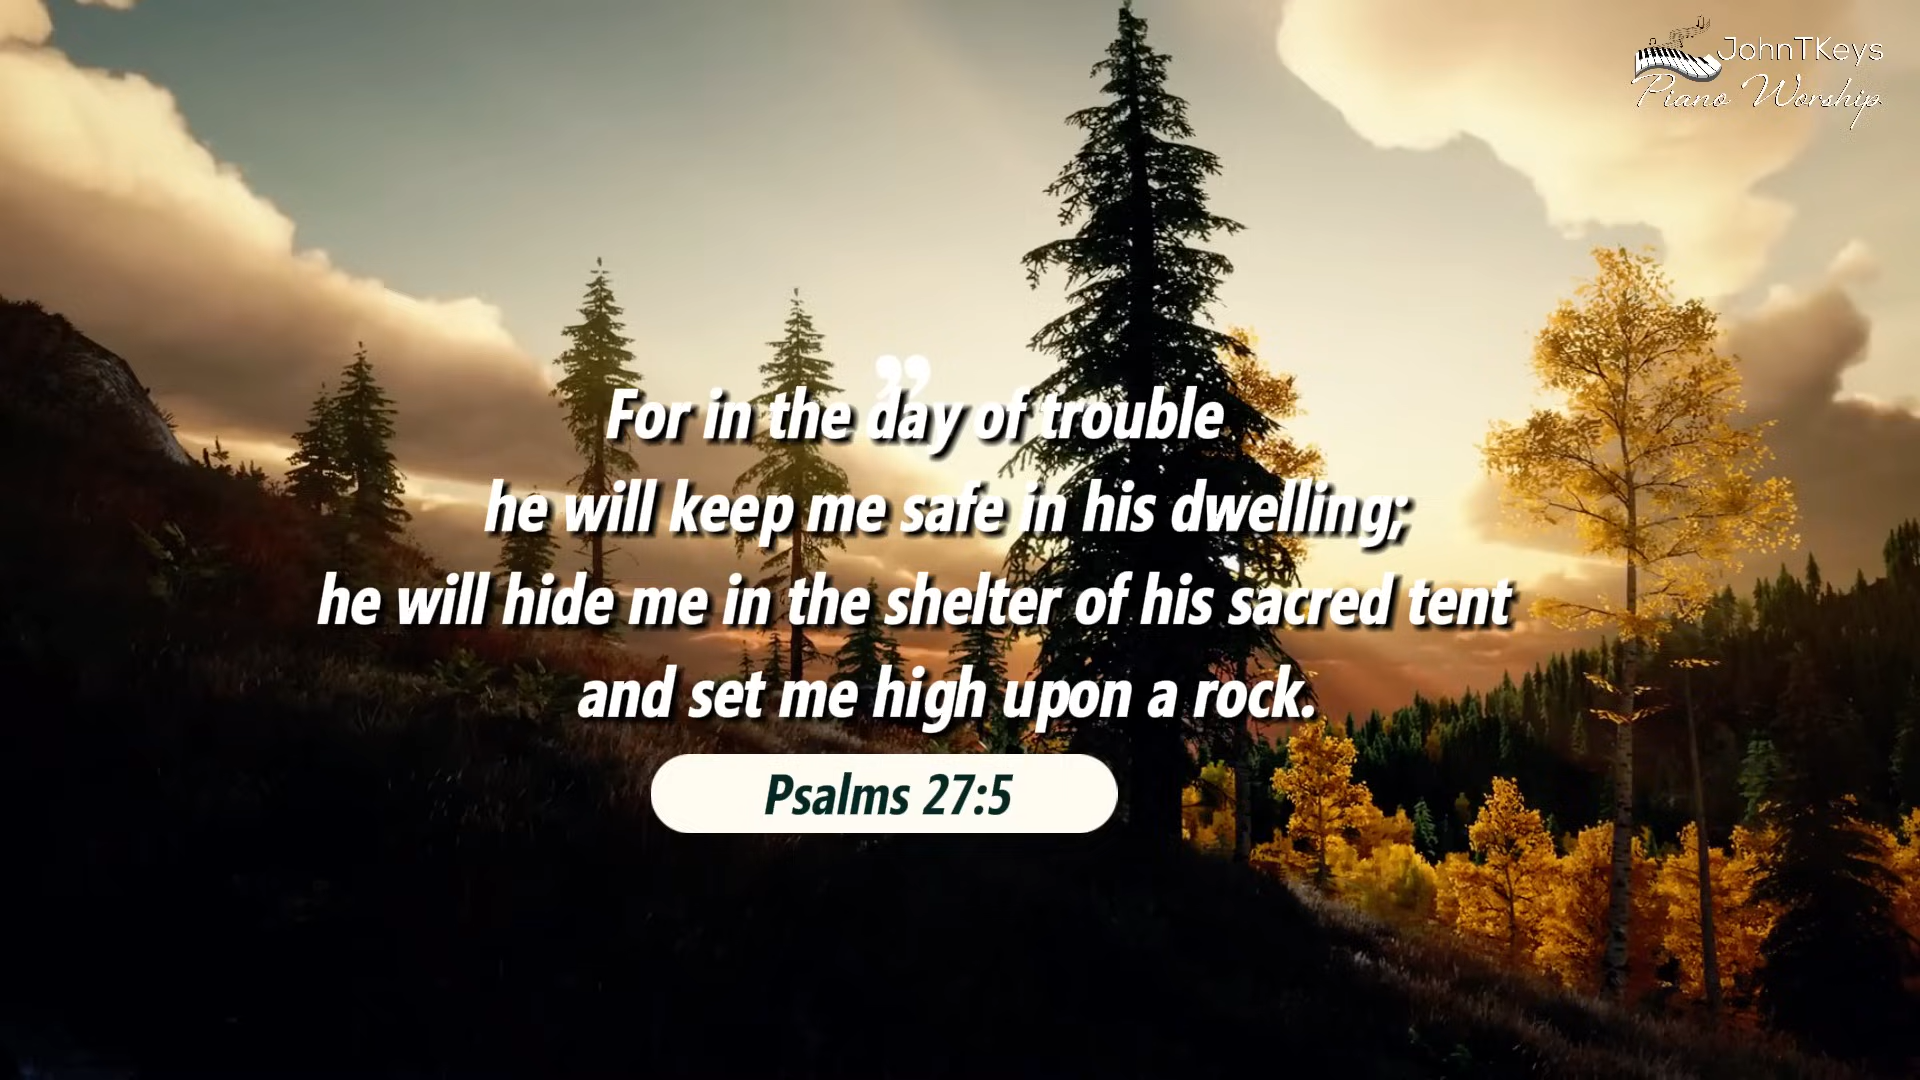 JohnTKeys
Piano Worship
”
For in the day of trouble
he will keep me safe in his dwelling;
he will hide me in the shelter of his sacred tent
and set me high upon a rock.
Psalms 27:5